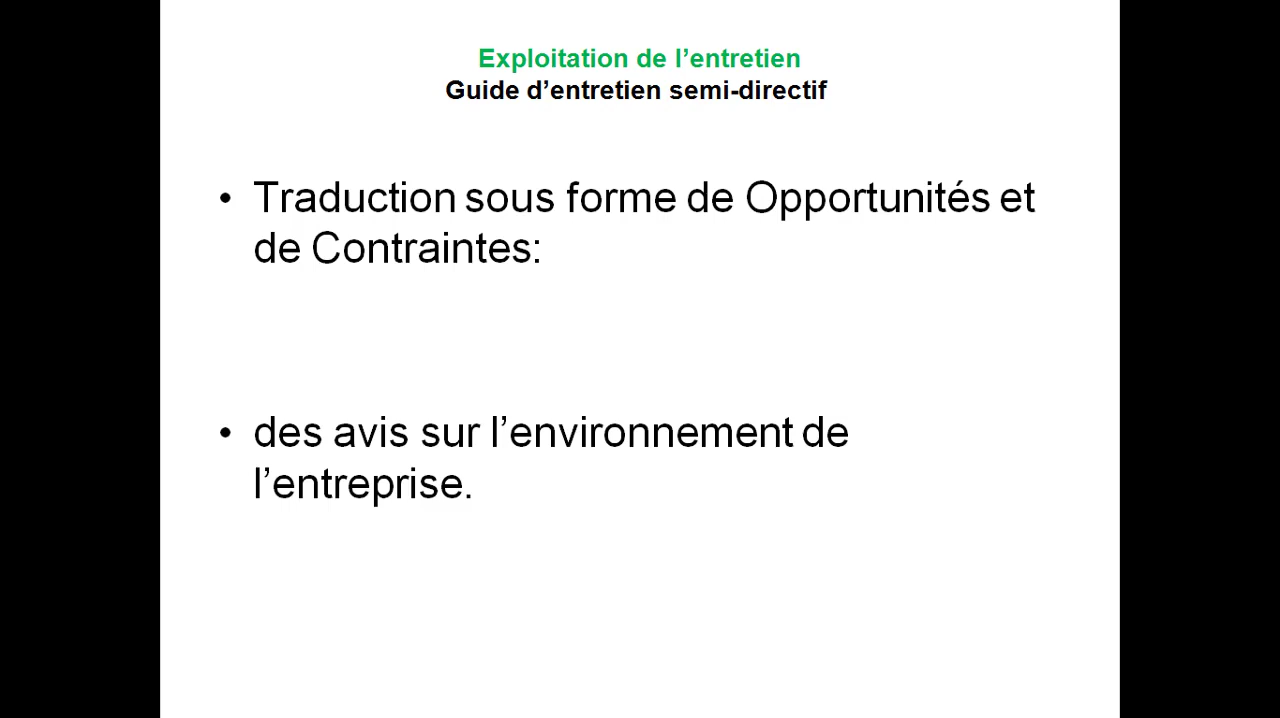 Exploitation de l’entretien
Guide d’entretien semi-directif
• Traduction sous forme de Opportunités et
de Contraintes:
• des avis sur l’environnement de
l’entreprise.